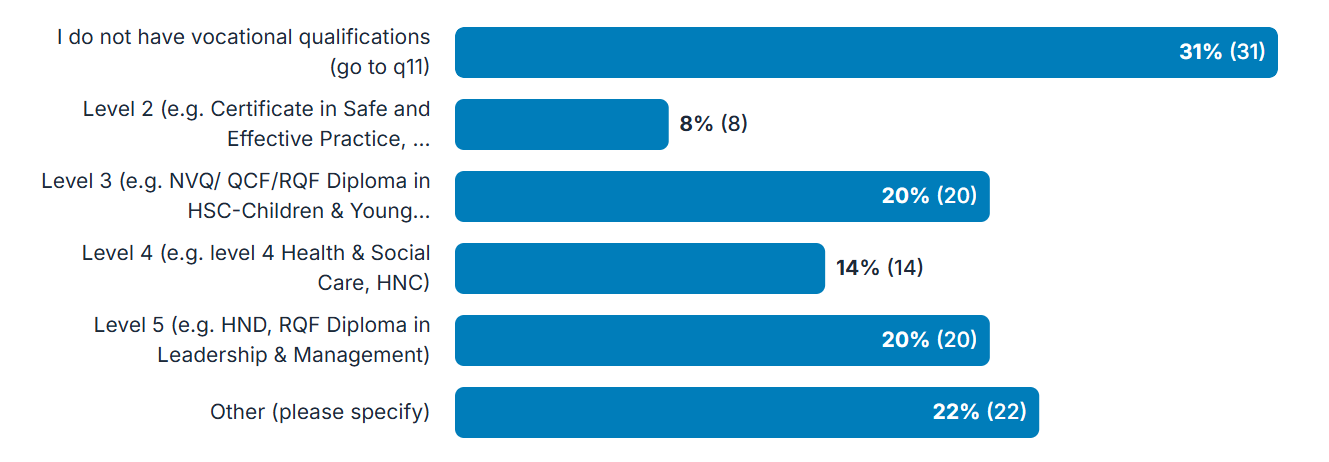 I do not have vocational qualifications
(go to q11)
31% (31)
Level 2 (e.g. Certificate in Safe and
Effective Practice, ...
8% (8)
Level 3 (e.g. NVQ/ QCF/RQF Diploma in
HSC-Children & Young...
20% (20)
Level 4 (e.g. level 4 Health & Social
Care, HNC)
14% (14)
Level 5 (e.g. HND, RQF Diploma in
Leadership & Management)
20% (20)
Other (please specify)
22% (22)